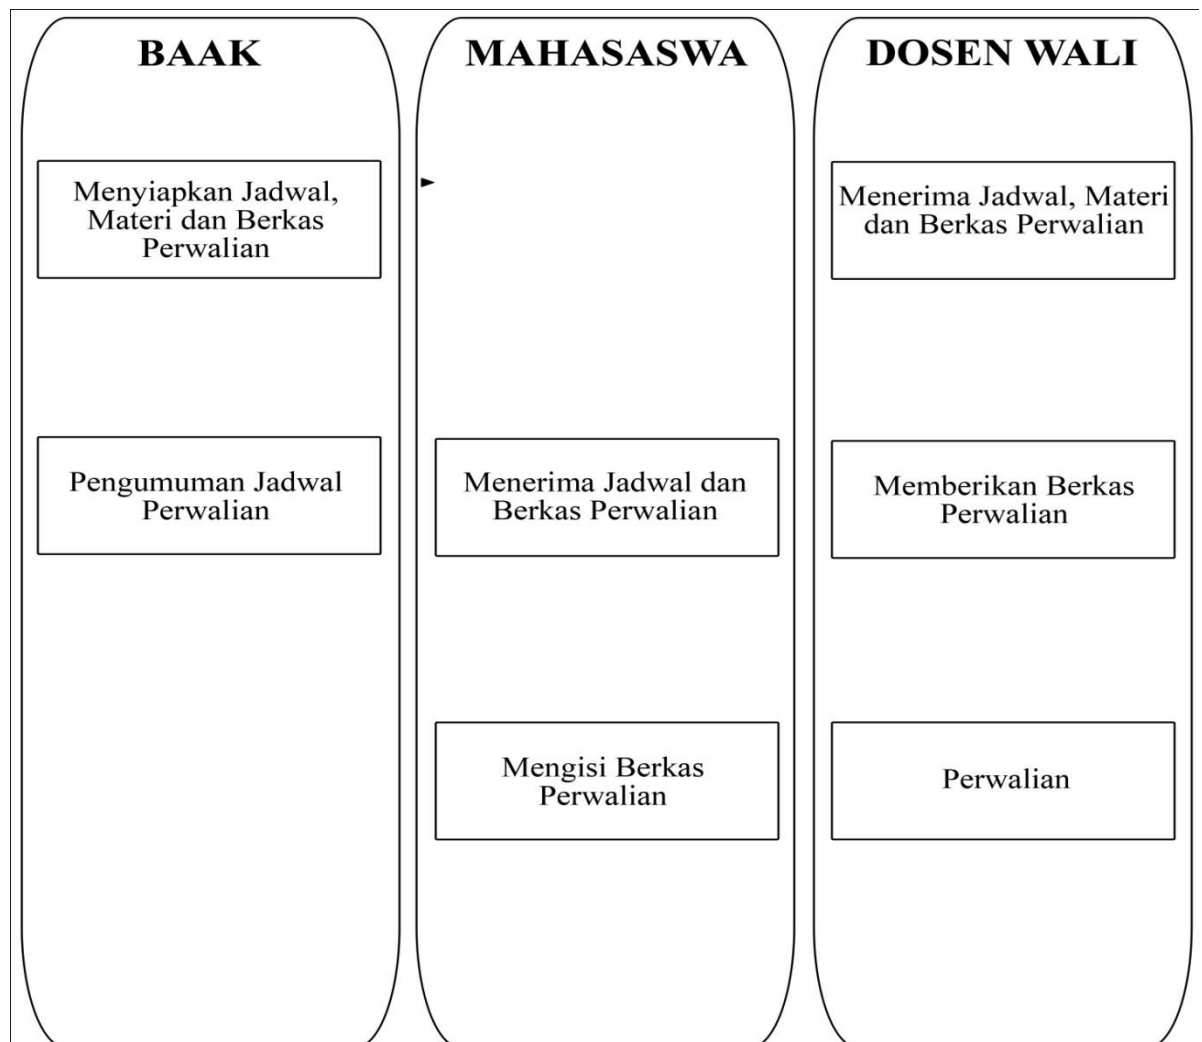 BAAK
MAHASASWA
DOSEN WALI
Menyiapkan Jadwal,
Materi dan Berkas
Perwalian
Menerima Jadwal, Materi
dan Berkas Perwalian
Pengumuman Jadwal
Perwalian
Menerima Jadwal dan
Berkas Perwalian
Memberikan Berkas
Perwalian
Mengisi Berkas
Perwalian
Perwalian